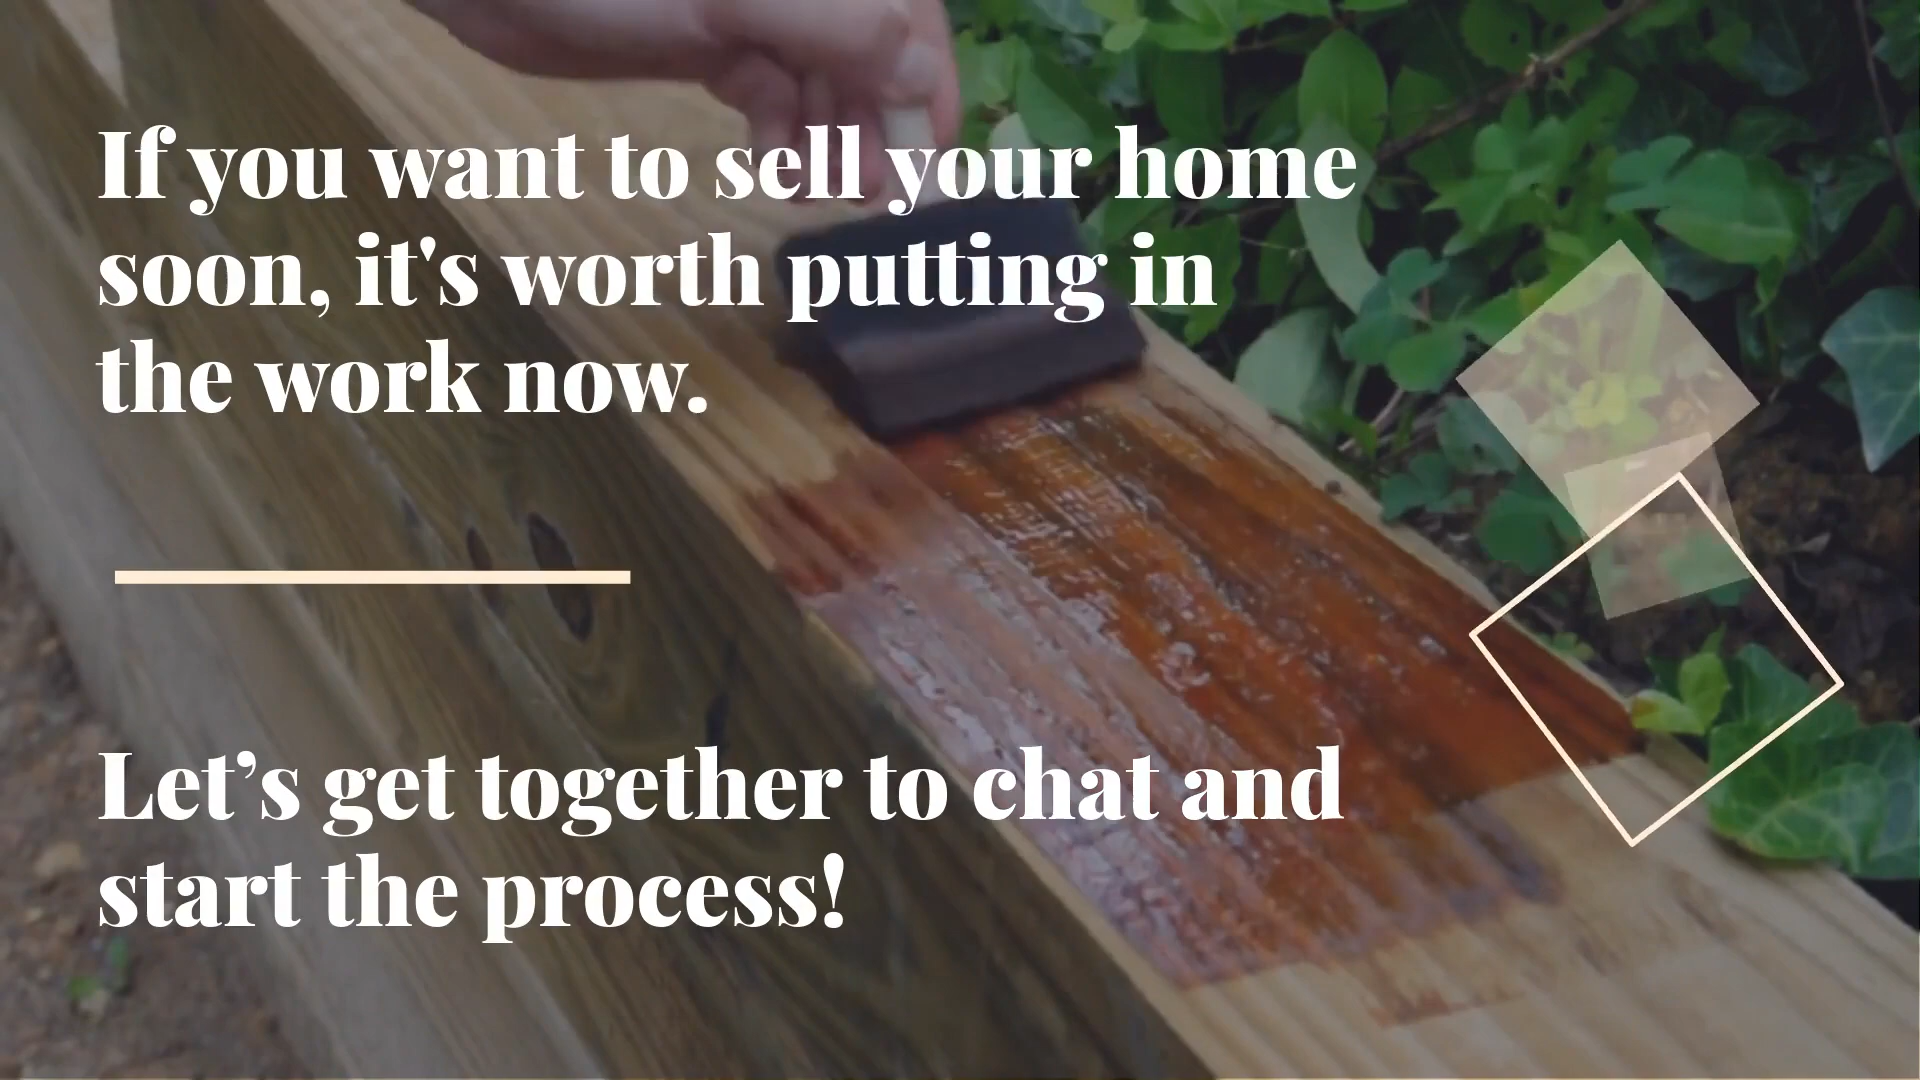 If you want to sell your home
soon, it's worth putting in
the work now.
Let’s get together to chat and
start the process!